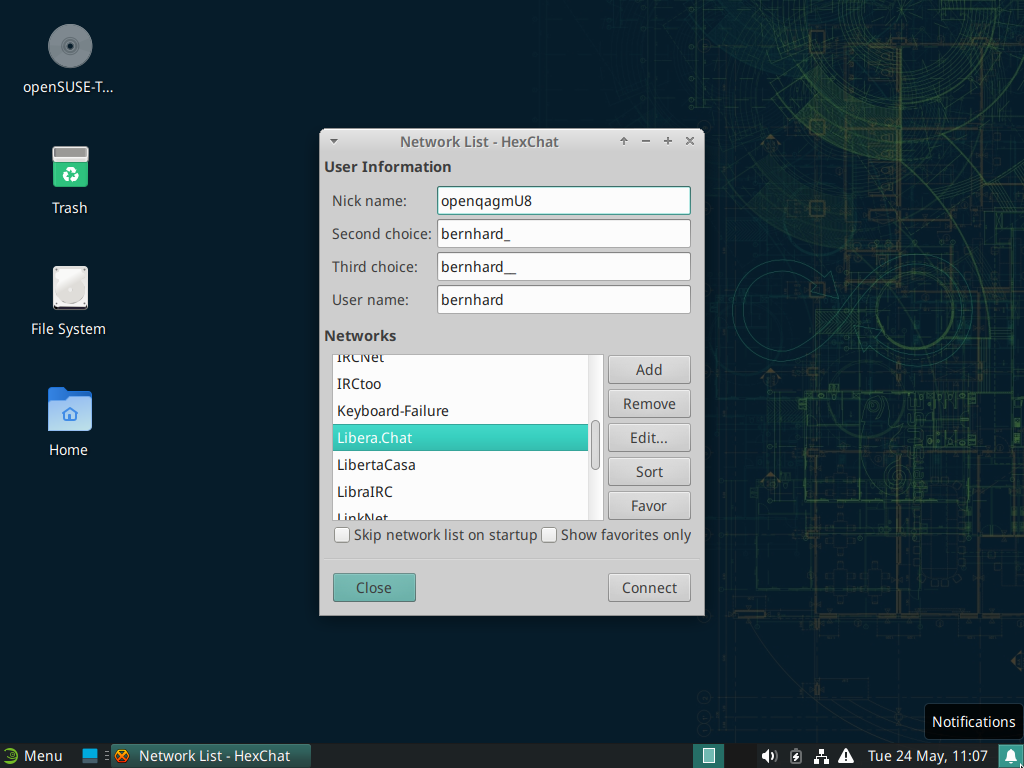 openSUSE-T...
Trash
File System
Home
Network List - HexChat
User Information
Nick name: openqagmU8
Second choice: bernhard_
Third choice: bernhard__
User name: bernhard
Networks
IRCNet
IRCtoo
Keyboard-Failure
Libera.Chat
LibertaCasa
LibraIRC
LinkNet
Add
Remove
Edit...
Sort
Favor
Skip network list on startup Show favorites only
Close Connect
Notifications
Menu Network List - HexChat Tue 24 May, 11:07